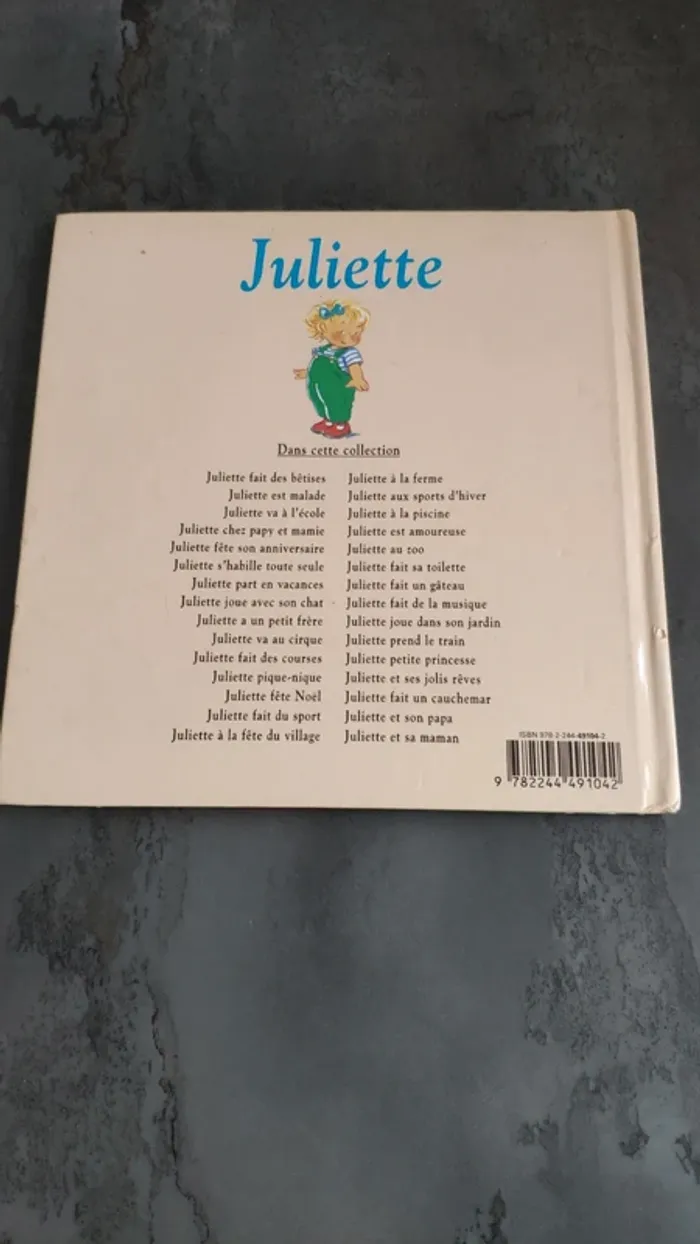 Juliette
Dans cette collection
Juliette fait des bêtises
Juliette est malade
Juliette va à l'école
Juliette chez papy et mamie
Juliette fête son anniversaire
Juliette s'habille toute seule
Juliette part en vacances
Juliette joue avec son chat
Juliette a un petit frère
Juliette va au cirque
Juliette fait des courses
Juliette pique-nique
Juliette fête Noël
Juliette fait du sport
Juliette à la fête du village
Juliette à la ferme
Juliette aux sports d'hiver
Juliette à la piscine
Juliette est amoureuse
Juliette au zoo
Juliette fait sa toilette
Juliette fait un gâteau
Juliette fait de la musique
Juliette joue dans son jardin
Juliette prend le train
Juliette petite princesse
Juliette et ses jolis rêves
Juliette fait un cauchemar
Juliette et son papa
Juliette et sa maman
ISBN 978-2-244-49104-2
9 782244 491042